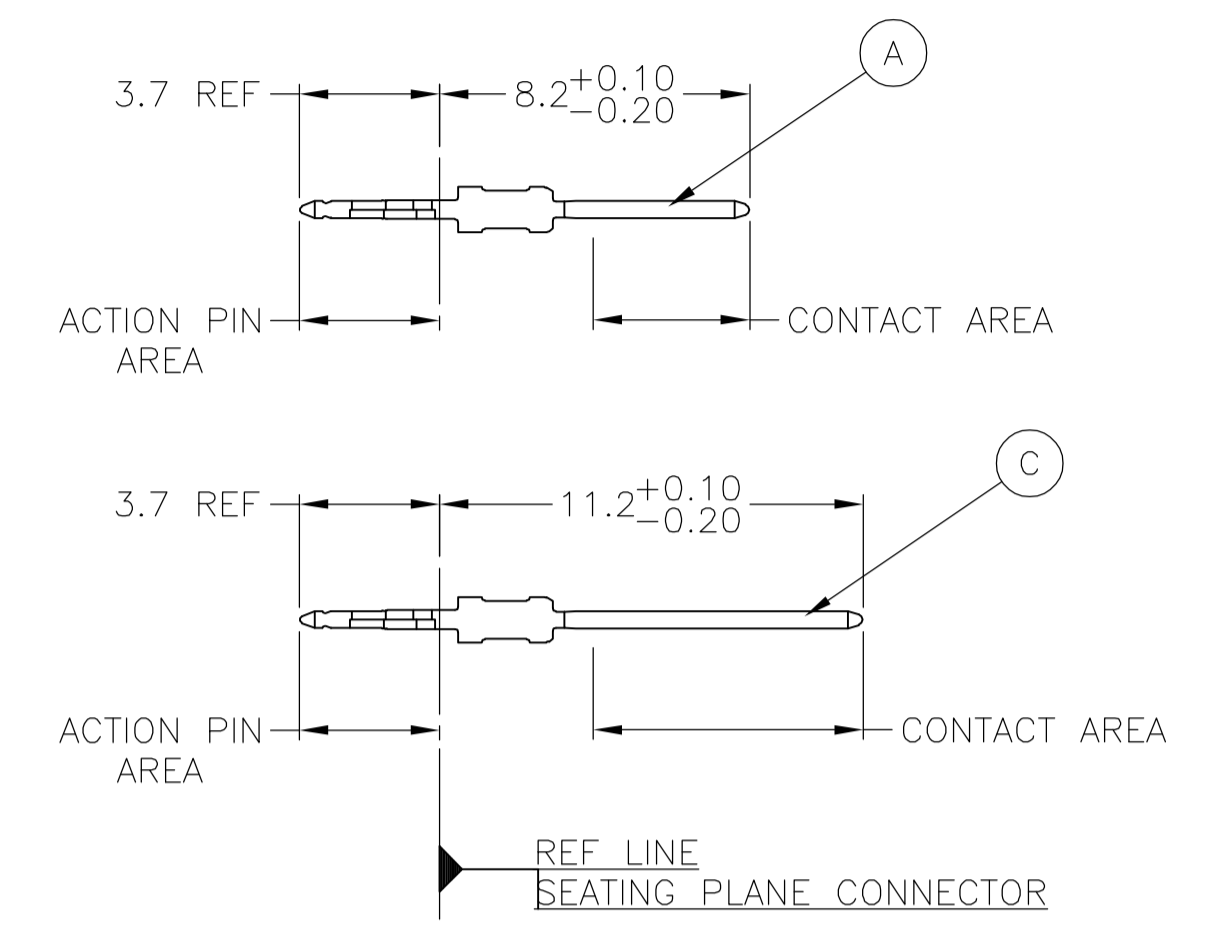 A
3.7 REF
8.2 +0.10 -0.20
ACTION PIN
AREA
CONTACT AREA
C
3.7 REF
11.2 +0.10 -0.20
ACTION PIN
AREA
CONTACT AREA
REF LINE
SEATING PLANE CONNECTOR